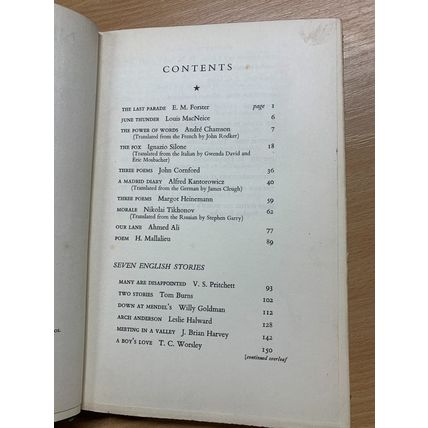 CONTENTS
★
THE LAST PARADE E. M. Forster page 1
JUNE THUNDER Louis MacNeice 6
THE POWER OF WORDS André Chamson 7
(Translated from the French by John Rodker)
THE FOX Ignazio Silone 18
(Translated from the Italian by Gwenda David and
Eric Mosbacher)
THREE POEMS John Cornford 36
A MADRID DIARY Alfred Kantorowicz 40
(Translated from the German by James Cleugh)
THREE POEMS Margot Heinemann 59
MORALE Nikolai Tikhonov 62
(Translated from the Russian by Stephen Garry)
OUR LANE Ahmed Ali 77
POEM H. Mallalieu 89
SEVEN ENGLISH STORIES
MANY ARE DISAPPOINTED V. S. Pritchett 93
TWO STORIES Tom Burns 102
DOWN AT MENDEL'S Willy Goldman 112
ARCH ANDERSON Leslie Halward 128
MEETING IN A VALLEY J. Brian Harvey 142
A BOY'S LOVE T. C. Worsley 150
[continued overleaf